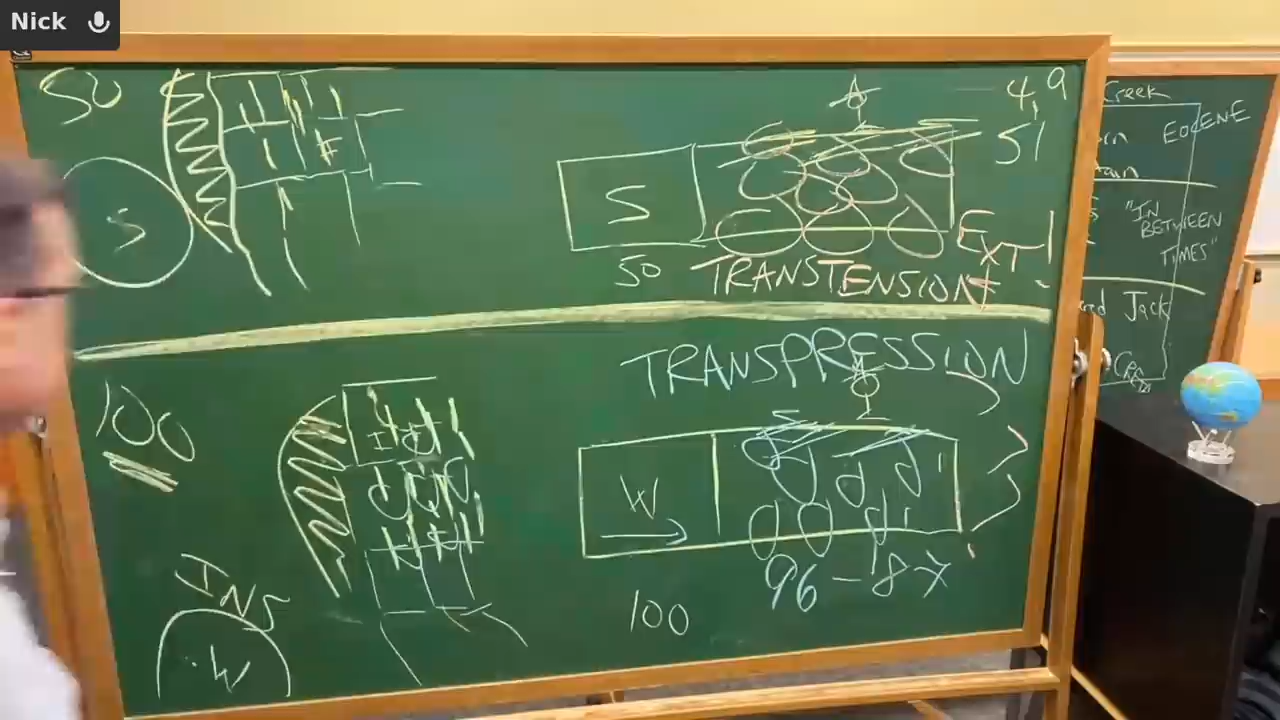 Nick
50
S
S
50
4,9
51
EXT
TRANSTENSION
TRANSPRESSION
100
INS
W
W
100
96-87
Creek
EOCENE
"IN
BETWEEN
TIMES"
Jack